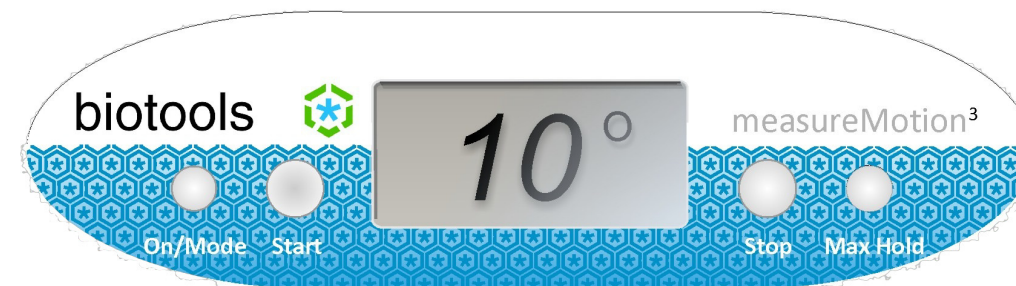 biotools
10°
measureMotion³
On/Mode Start
Stop Max Hold